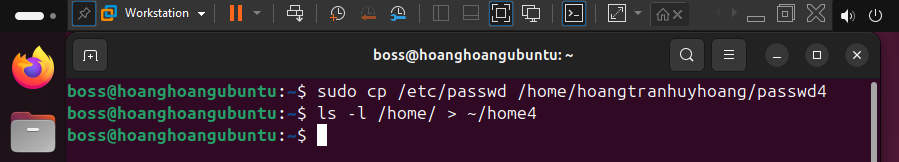 Workstation
boss@hoanghoangubuntu: ~
boss@hoanghoangubuntu:~$ sudo cp /etc/passwd /home/hoangtranhuyhoang/passwd4
boss@hoanghoangubuntu:~$ ls -l /home/ > ~/home4
boss@hoanghoangubuntu:~$